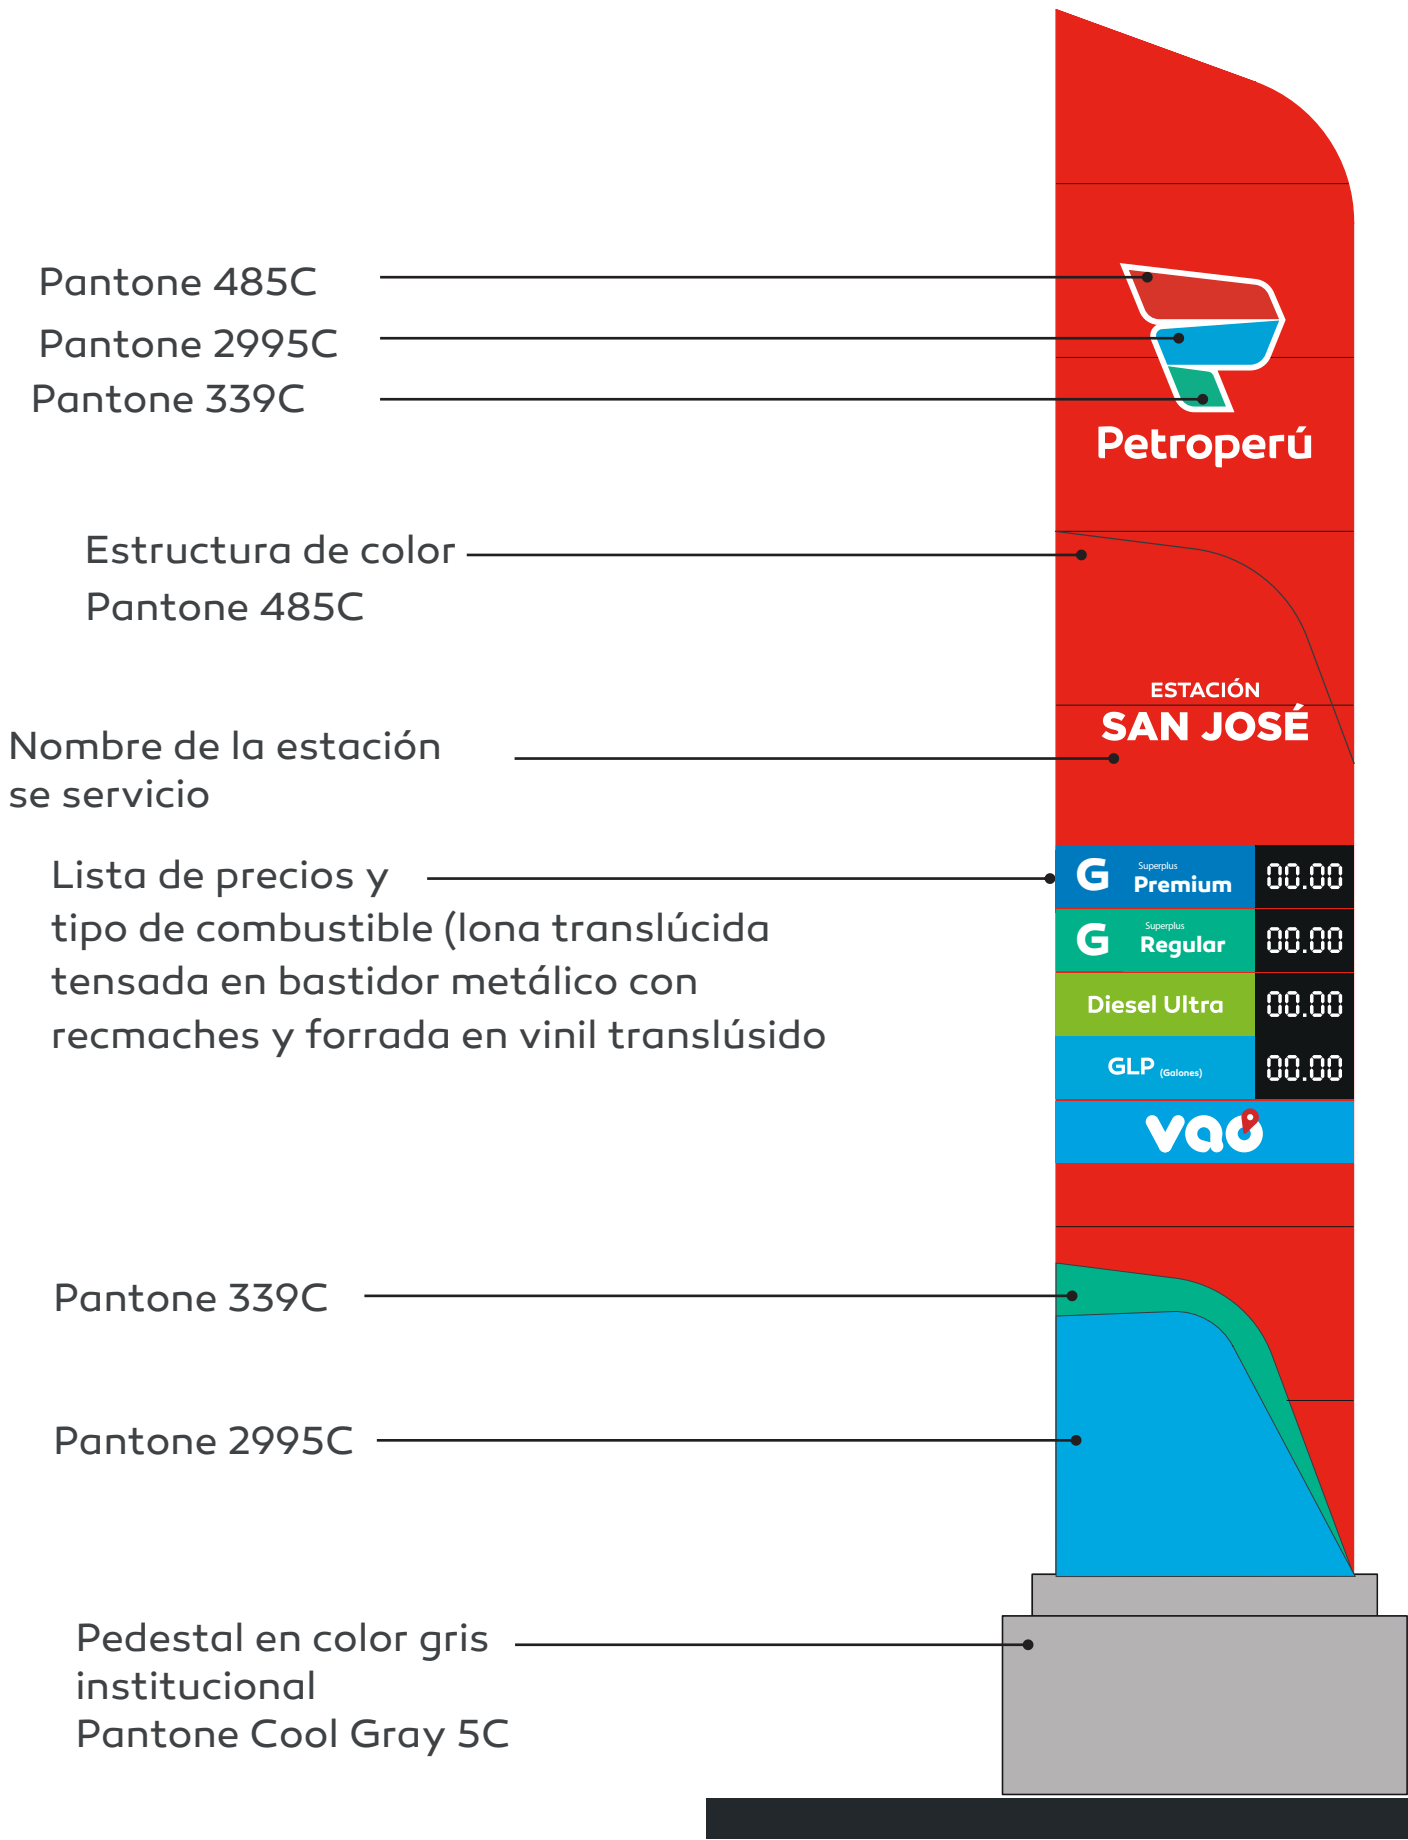 Pantone 485C
Pantone 2995C
Pantone 339C
Petroperú
Estructura de color
Pantone 485C
ESTACIÓN
SAN JOSÉ
Nombre de la estación
se servicio
Lista de precios y
tipo de combustible (lona translúcida
tensada en bastidor metálico con
recmaches y forrada en vinil translúsido
G Superplus Premium 00.00
G Superplus Regular 00.00
Diesel Ultra 00.00
GLP (Galones) 00.00
vao
Pantone 339C
Pantone 2995C
Pedestal en color gris
institucional
Pantone Cool Gray 5C